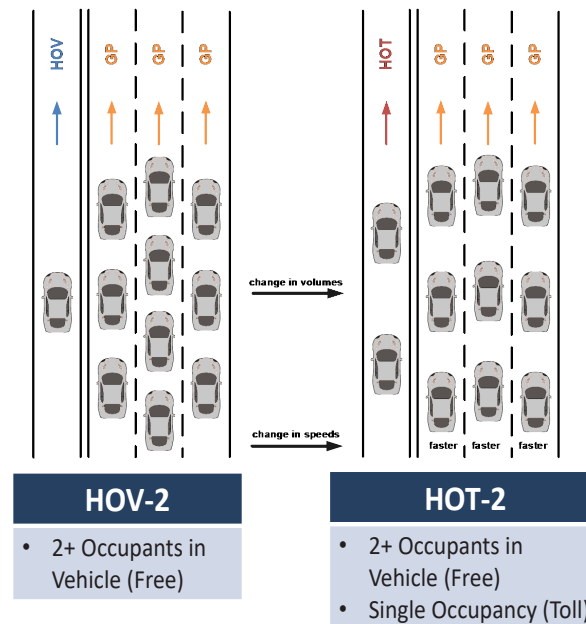 HOV GP GP GP
HOT GP GP GP
change in volumes
change in speeds
faster faster faster
HOV-2
• 2+ Occupants in
Vehicle (Free)
HOT-2
• 2+ Occupants in
Vehicle (Free)
• Single Occupancy (Toll)